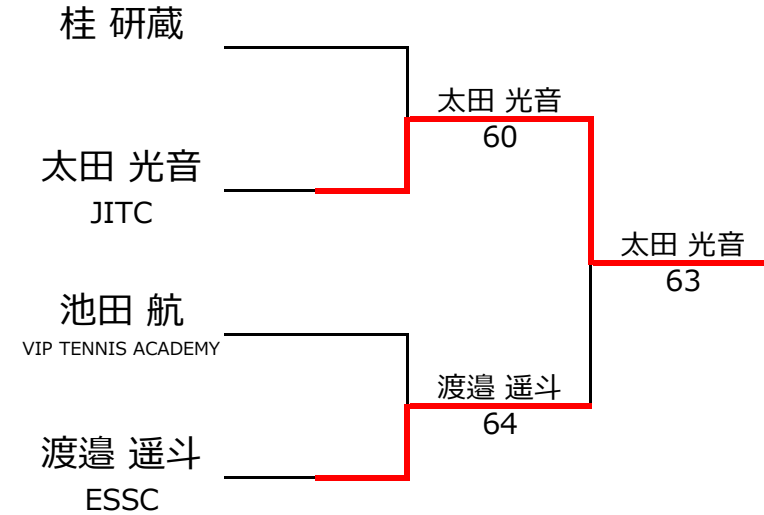 桂 研蔵
太田 光音
60
太田 光音
JITC
太田 光音
63
池田 航
VIP TENNIS ACADEMY
渡邉 遥斗
64
渡邉 遥斗
ESSC